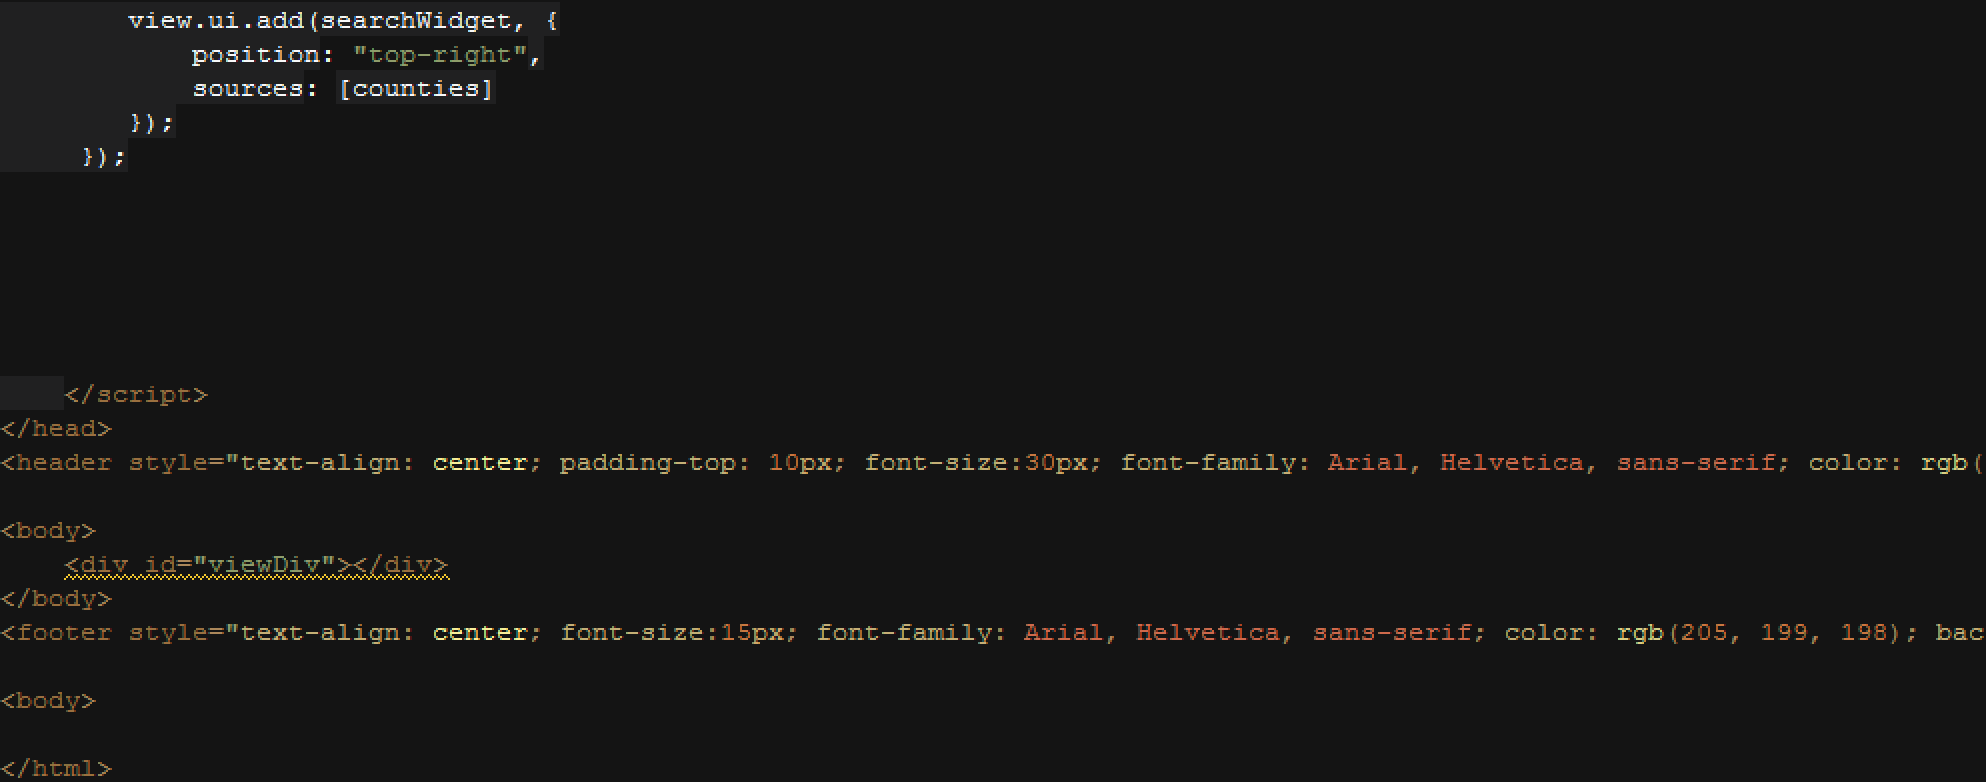 view.ui.add(searchWidget, {
position: "top-right",
sources: [counties]
});
});
</script>
</head>
<header style="text-align: center; padding-top: 10px; font-size:30px; font-family: Arial, Helvetica, sans-serif; color: rgb(
<body>
<div id="viewDiv"></div>
</body>
<footer style="text-align: center; font-size:15px; font-family: Arial, Helvetica, sans-serif; color: rgb(205, 199, 198); bac
<body>
</html>